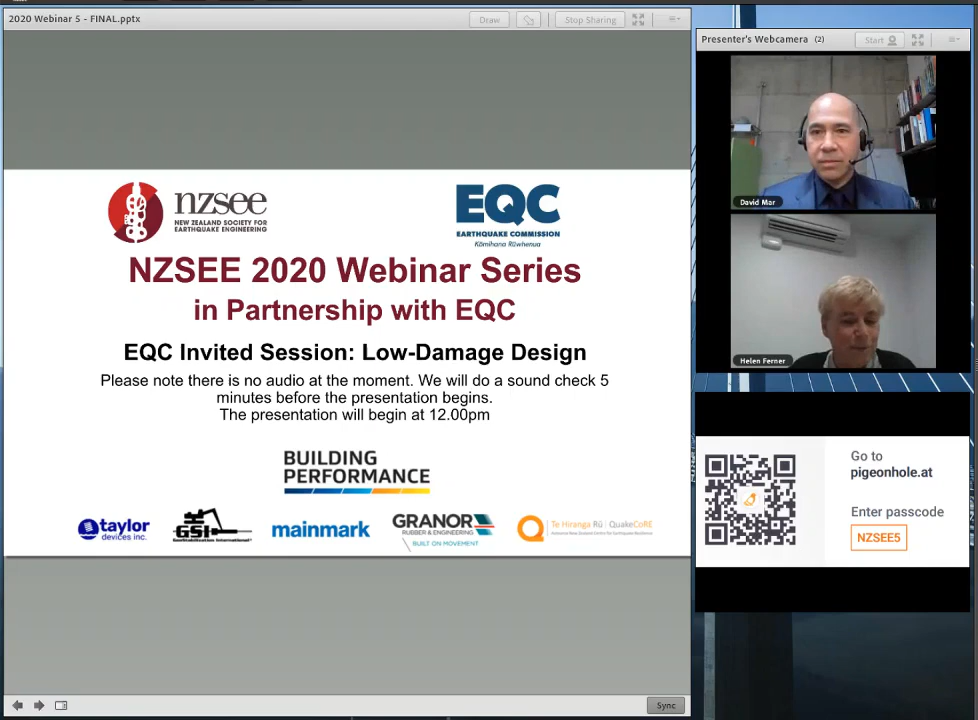 2020 Webinar 5 - FINAL.pptx
Draw
Stop Sharing
nzsee
NEW ZEALAND SOCIETY FOR
EARTHQUAKE ENGINEERING
EQC
EARTHQUAKE COMMISSION
Kōmihana Rūwhenua
NZSEE 2020 Webinar Series
in Partnership with EQC
EQC Invited Session: Low-Damage Design
Please note there is no audio at the moment. We will do a sound check 5
minutes before the presentation begins.
The presentation will begin at 12.00pm
BUILDING
PERFORMANCE
taylor
devices inc.
GSI
GeoStabilization International
mainmark
GRANOR
RUBBER & ENGINEERING
BUILT ON MOVEMENT
Te Hiranga Rū | QuakeCoRE
Sync
Presenter's Webcamera (2)
Start
David Mar
Helen Ferner
Go to
pigeonhole.at
Enter passcode
NZSEE5